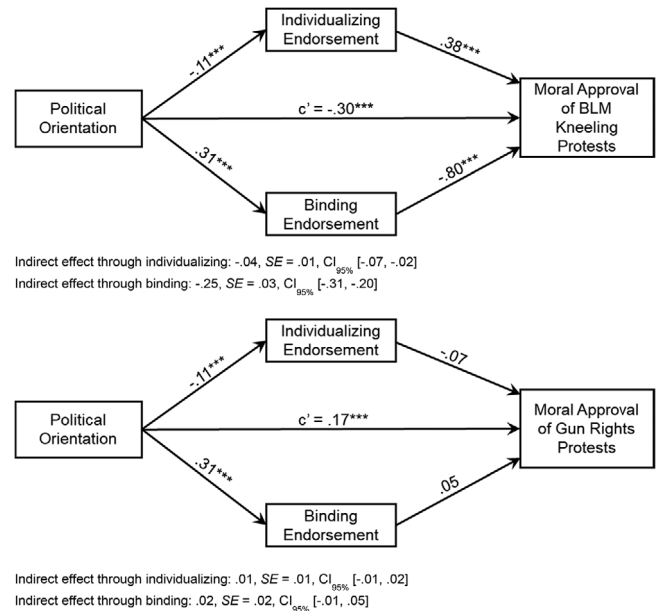 Individualizing
Endorsement
-.11***
.38***
Political
Orientation
c' = -.30***
Moral Approval
of BLM
Kneeling
Protests
.31***
-.80***
Binding
Endorsement
Indirect effect through individualizing: -.04, SE = .01, CI95% [-.07, -.02]
Indirect effect through binding: -.25, SE = .03, CI95% [-.31, -.20]
Individualizing
Endorsement
-.11***
-.07
Political
Orientation
c' = .17***
Moral Approval
of Gun Rights
Protests
.31***
.05
Binding
Endorsement
Indirect effect through individualizing: .01, SE = .01, CI95% [-.01, .02]
Indirect effect through binding: .02, SE = .02, CI95% [-.01, .05]